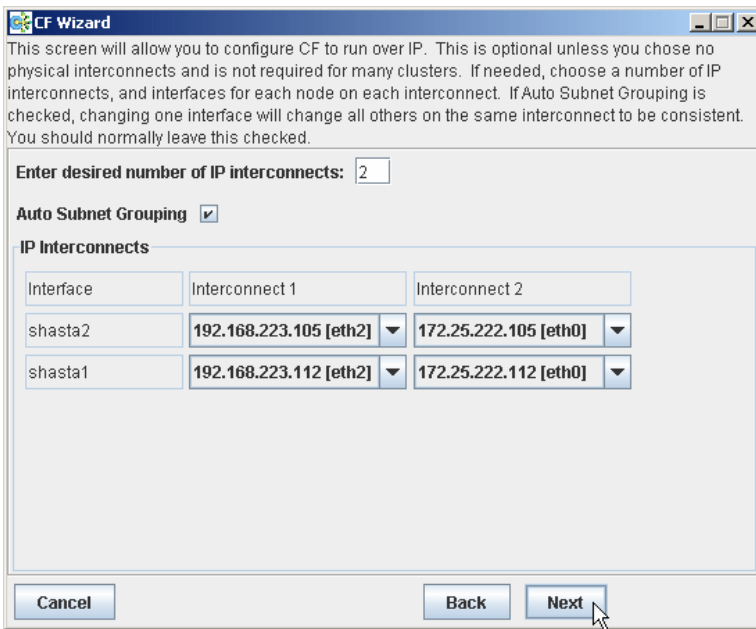 CF Wizard
This screen will allow you to configure CF to run over IP.  This is optional unless you chose no
physical interconnects and is not required for many clusters.  If needed, choose a number of IP
interconnects, and interfaces for each node on each interconnect.  If Auto Subnet Grouping is
checked, changing one interface will change all others on the same interconnect to be consistent.
You should normally leave this checked.
Enter desired number of IP interconnects: 2
Auto Subnet Grouping
IP Interconnects
Interface Interconnect 1 Interconnect 2
shasta2 192.168.223.105 [eth2] 172.25.222.105 [eth0]
shasta1 192.168.223.112 [eth2] 172.25.222.112 [eth0]
Cancel Back Next